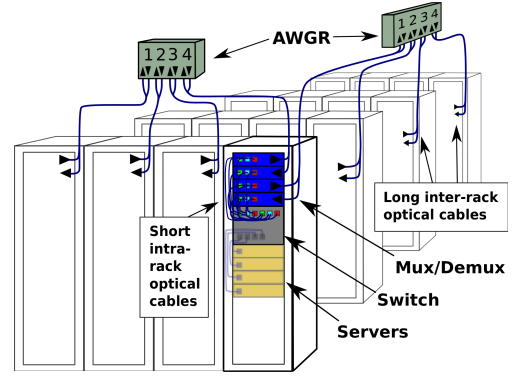 AWGR
1 2 3 4
1 2 3 4
Short
intra-
rack
optical
cables
Long inter-rack
optical cables
Mux/Demux
Switch
Servers